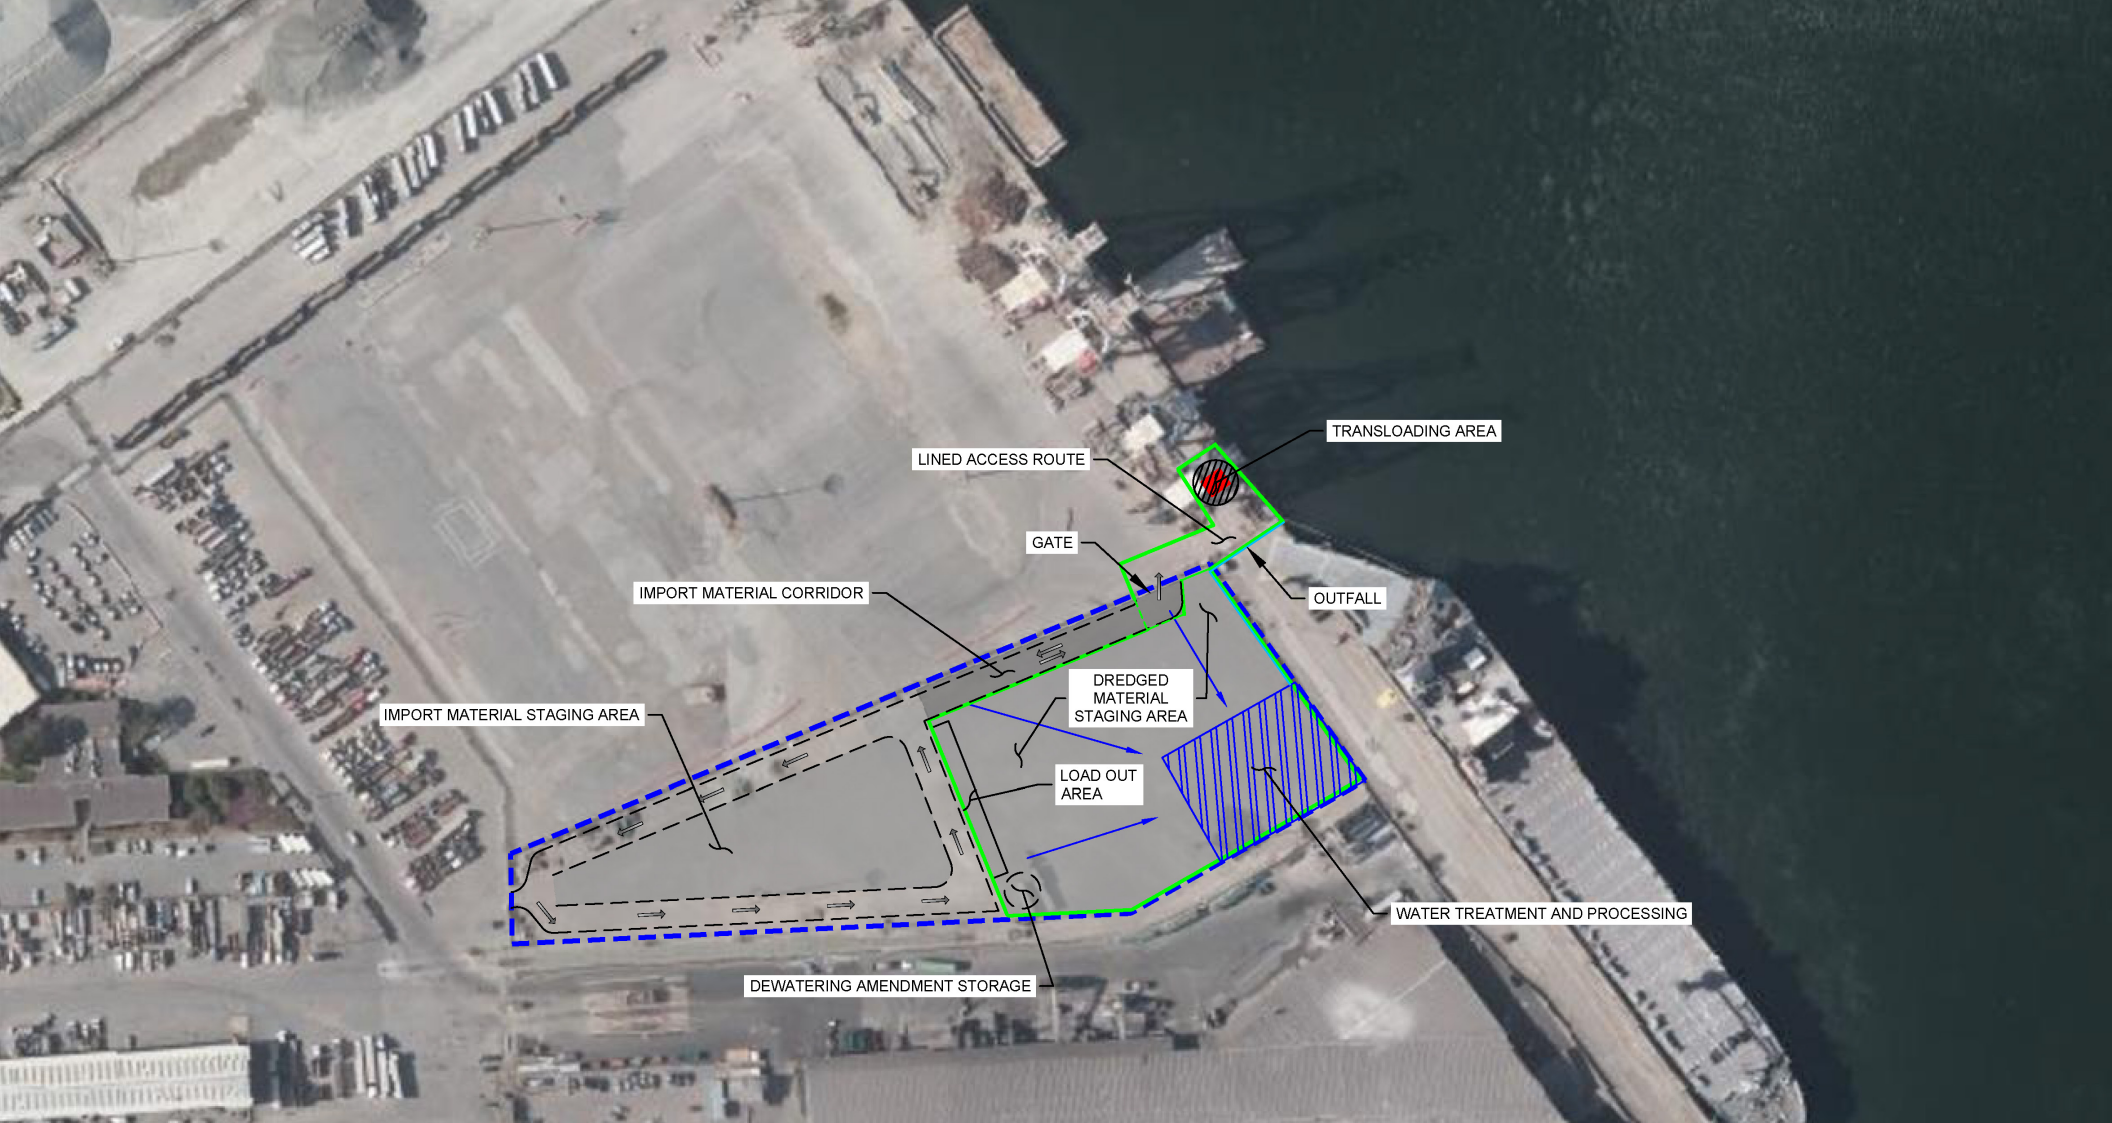 TRANSLOADING AREA
LINED ACCESS ROUTE
GATE
IMPORT MATERIAL CORRIDOR
OUTFALL
DREDGED
MATERIAL
STAGING AREA
IMPORT MATERIAL STAGING AREA
LOAD OUT
AREA
WATER TREATMENT AND PROCESSING
DEWATERING AMENDMENT STORAGE